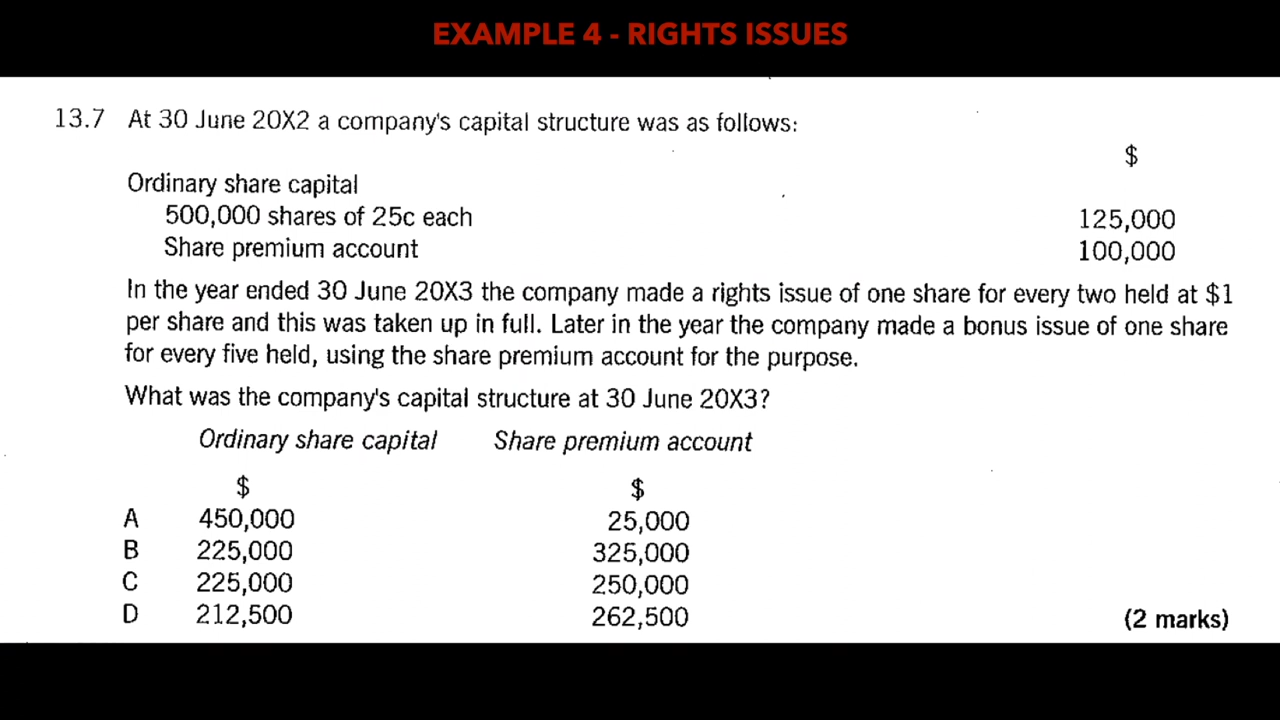 EXAMPLE 4 - RIGHTS ISSUES
13.7 At 30 June 20X2 a company's capital structure was as follows:
$
Ordinary share capital
500,000 shares of 25c each 125,000
Share premium account 100,000
In the year ended 30 June 20X3 the company made a rights issue of one share for every two held at $1
per share and this was taken up in full. Later in the year the company made a bonus issue of one share
for every five held, using the share premium account for the purpose.
What was the company's capital structure at 30 June 20X3?
Ordinary share capital Share premium account
$ $
A 450,000 25,000
B 225,000 325,000
C 225,000 250,000
D 212,500 262,500 (2 marks)